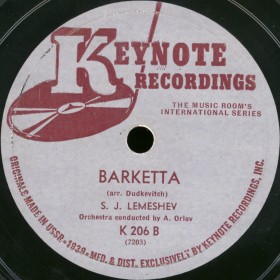 KEYNOTE
RECORDINGS
THE MUSIC ROOM'S
INTERNATIONAL SERIES
BARKETTA
(arr. Dudkevitch)
S. J. LEMESHEV
Orchestra conducted by A. Orlov
K 206 B
(7203)
ORIGINALS MADE IN USSR - 1939 - MFD. & DIST. EXCLUSIVELY BY KEYNOTE RECORDINGS, INC.